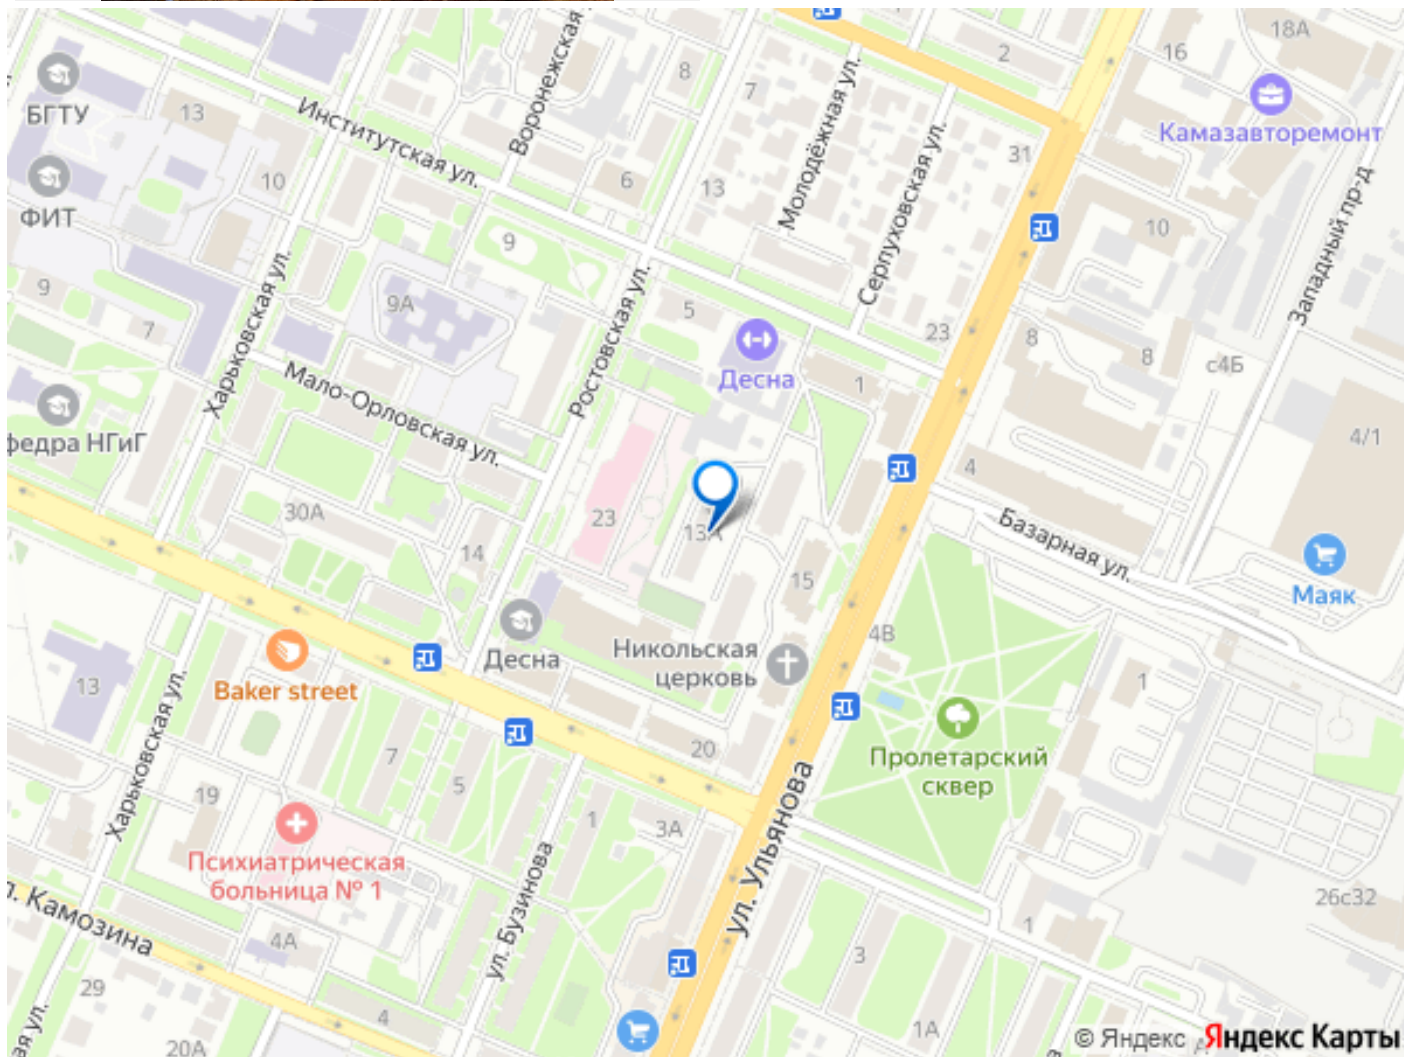 18А
2
16
8
БГТУ
7
Камазавторемонт
13
Воронежская
Молодёжная ул.
Институтская ул.
31
Серпуховская ул.
10
6
13
ФИТ
10
Западный пр-д
9
9
9А
5
7
Харьковская ул.
Ростовская ул.
23
8
8
с4Б
Десна
1
Мало-Орловская ул.
федра НГиГ
4/1
4
30А
23
13А
Базарная ул.
14
15
Маяк
4В
Десна
Никольская
церковь
13
Baker street
1
7
20
Пролетарский
сквер
5
Харьковская ул.
19
1
3А
ул. Ульянова
Психиатрическая
больница № 1
26с32
л. Камозина
4А
ул. Бузинова
1
3
29
4
1А
20А
ая ул.
© Яндекс Яндекс Карты